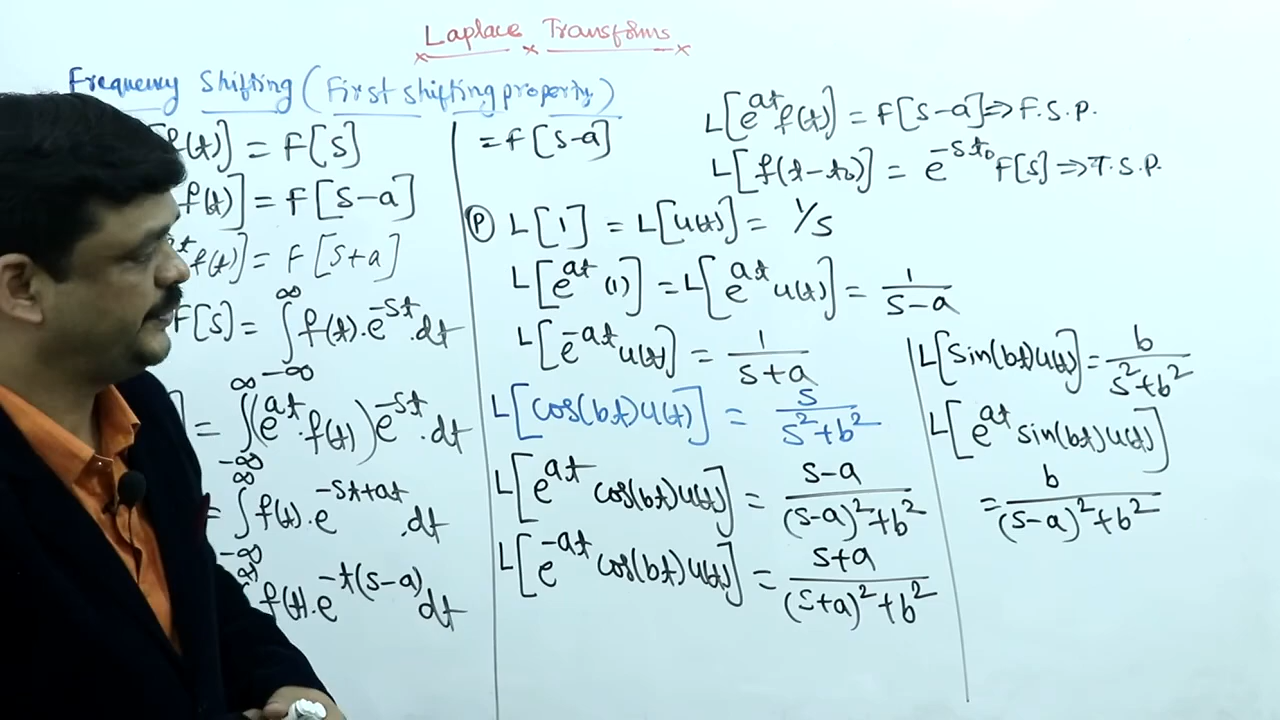 Laplace Transforms
Frequency Shifting (First shifting property)
f(t)] = F[s]
f(t)] = F[s-a]
f(t)] = F[s+a]
F[s] = ∫_{-∞}^{∞} f(t).e^{-st}.dt
] = ∫_{-∞}^{∞} (e^{at}.f(t)) e^{-st}.dt
= ∫_{-∞}^{∞} f(t).e^{-st+at}.dt
f(t).e^{-t(s-a)} dt
= F[s-a]
Ⓟ L[1] = L[u(t)] = 1/s
L[e^{at}(1)] = L[e^{at} u(t)] = 1/(s-a)
L[e^{-at} u(t)] = 1/(s+a)
L[cos(bt)u(t)] = s/(s²+b²)
L[e^{at} cos(bt)u(t)] = (s-a)/((s-a)²+b²)
L[e^{-at} cos(bt)u(t)] = (s+a)/((s+a)²+b²)
L[e^{at} f(t)] = F[s-a] ⇒ F.S.P.
L[f(t-t₀)] = e^{-st₀} F[s] ⇒ T.S.P.
L[sin(bt)u(t)] = b/(s²+b²)
L[e^{at} sin(bt)u(t)]
= b/((s-a)²+b²)